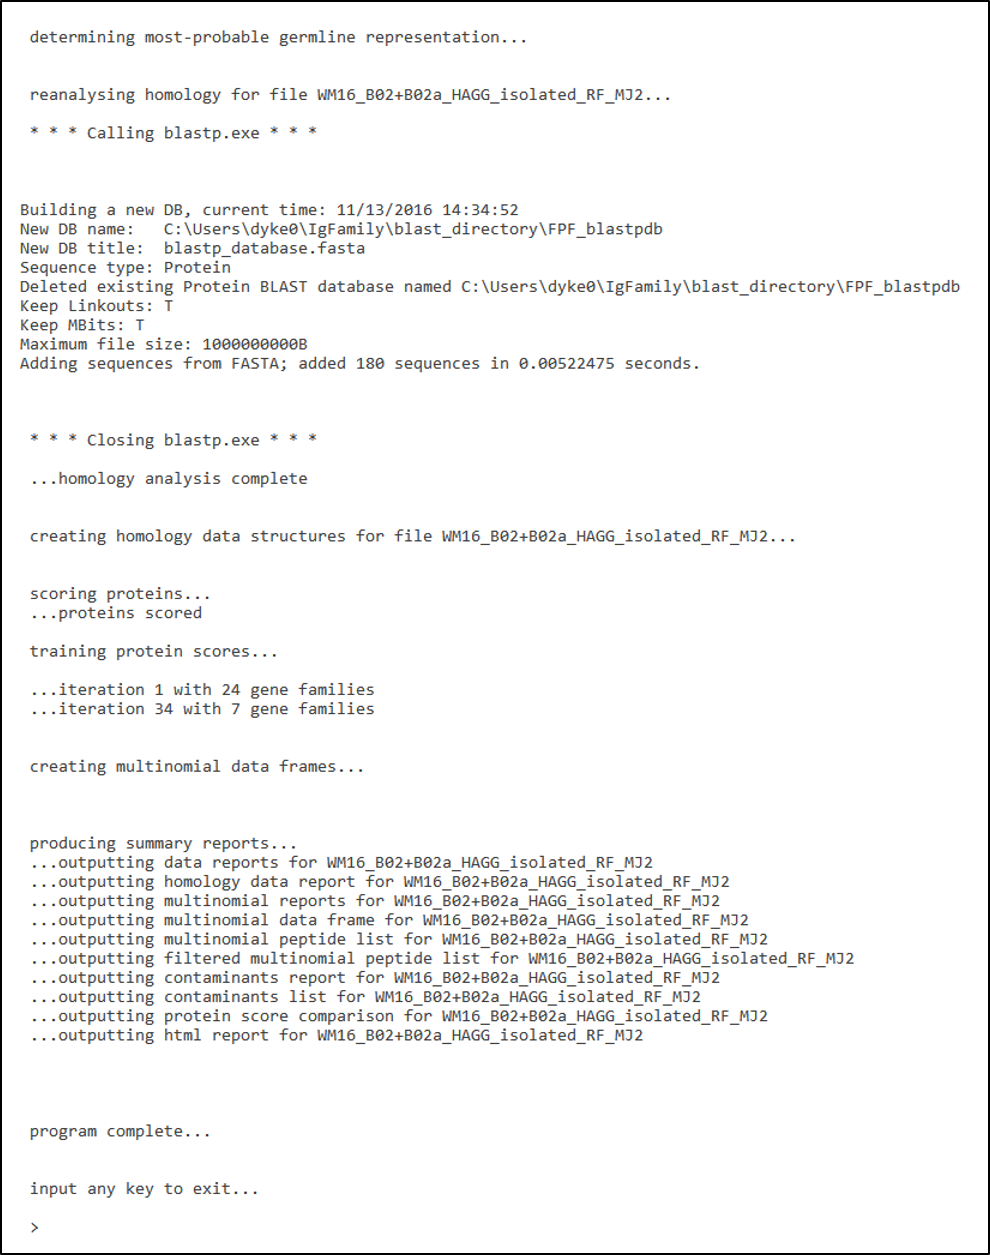 determining most-probable germline representation...
reanalysing homology for file WM16_B02+B02a_HAGG_isolated_RF_MJ2...
* * * Calling blastp.exe * * *
Building a new DB, current time: 11/13/2016 14:34:52
New DB name:   C:\Users\dyke0\IgFamily\blast_directory\FPF_blastpdb
New DB title:  blastp_database.fasta
Sequence type: Protein
Deleted existing Protein BLAST database named C:\Users\dyke0\IgFamily\blast_directory\FPF_blastpdb
Keep Linkouts: T
Keep MBits: T
Maximum file size: 1000000000B
Adding sequences from FASTA; added 180 sequences in 0.00522475 seconds.
* * * Closing blastp.exe * * *
...homology analysis complete
creating homology data structures for file WM16_B02+B02a_HAGG_isolated_RF_MJ2...
scoring proteins...
...proteins scored
training protein scores...
...iteration 1 with 24 gene families
...iteration 34 with 7 gene families
creating multinomial data frames...
producing summary reports...
...outputting data reports for WM16_B02+B02a_HAGG_isolated_RF_MJ2
...outputting homology data report for WM16_B02+B02a_HAGG_isolated_RF_MJ2
...outputting multinomial reports for WM16_B02+B02a_HAGG_isolated_RF_MJ2
...outputting multinomial data frame for WM16_B02+B02a_HAGG_isolated_RF_MJ2
...outputting multinomial peptide list for WM16_B02+B02a_HAGG_isolated_RF_MJ2
...outputting filtered multinomial peptide list for WM16_B02+B02a_HAGG_isolated_RF_MJ2
...outputting contaminants report for WM16_B02+B02a_HAGG_isolated_RF_MJ2
...outputting contaminants list for WM16_B02+B02a_HAGG_isolated_RF_MJ2
...outputting protein score comparison for WM16_B02+B02a_HAGG_isolated_RF_MJ2
...outputting html report for WM16_B02+B02a_HAGG_isolated_RF_MJ2
program complete...
input any key to exit...
>